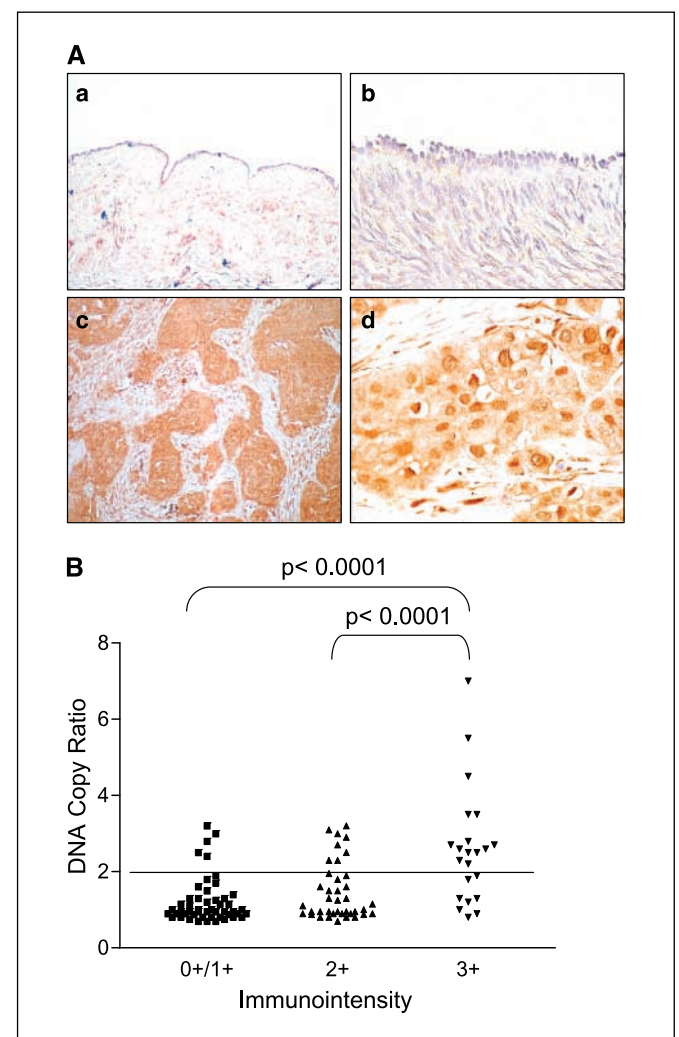 A
a
b
c
d
B
p< 0.0001
p< 0.0001
8
6
4
2
0
DNA Copy Ratio
0+/1+ 2+ 3+
Immunointensity